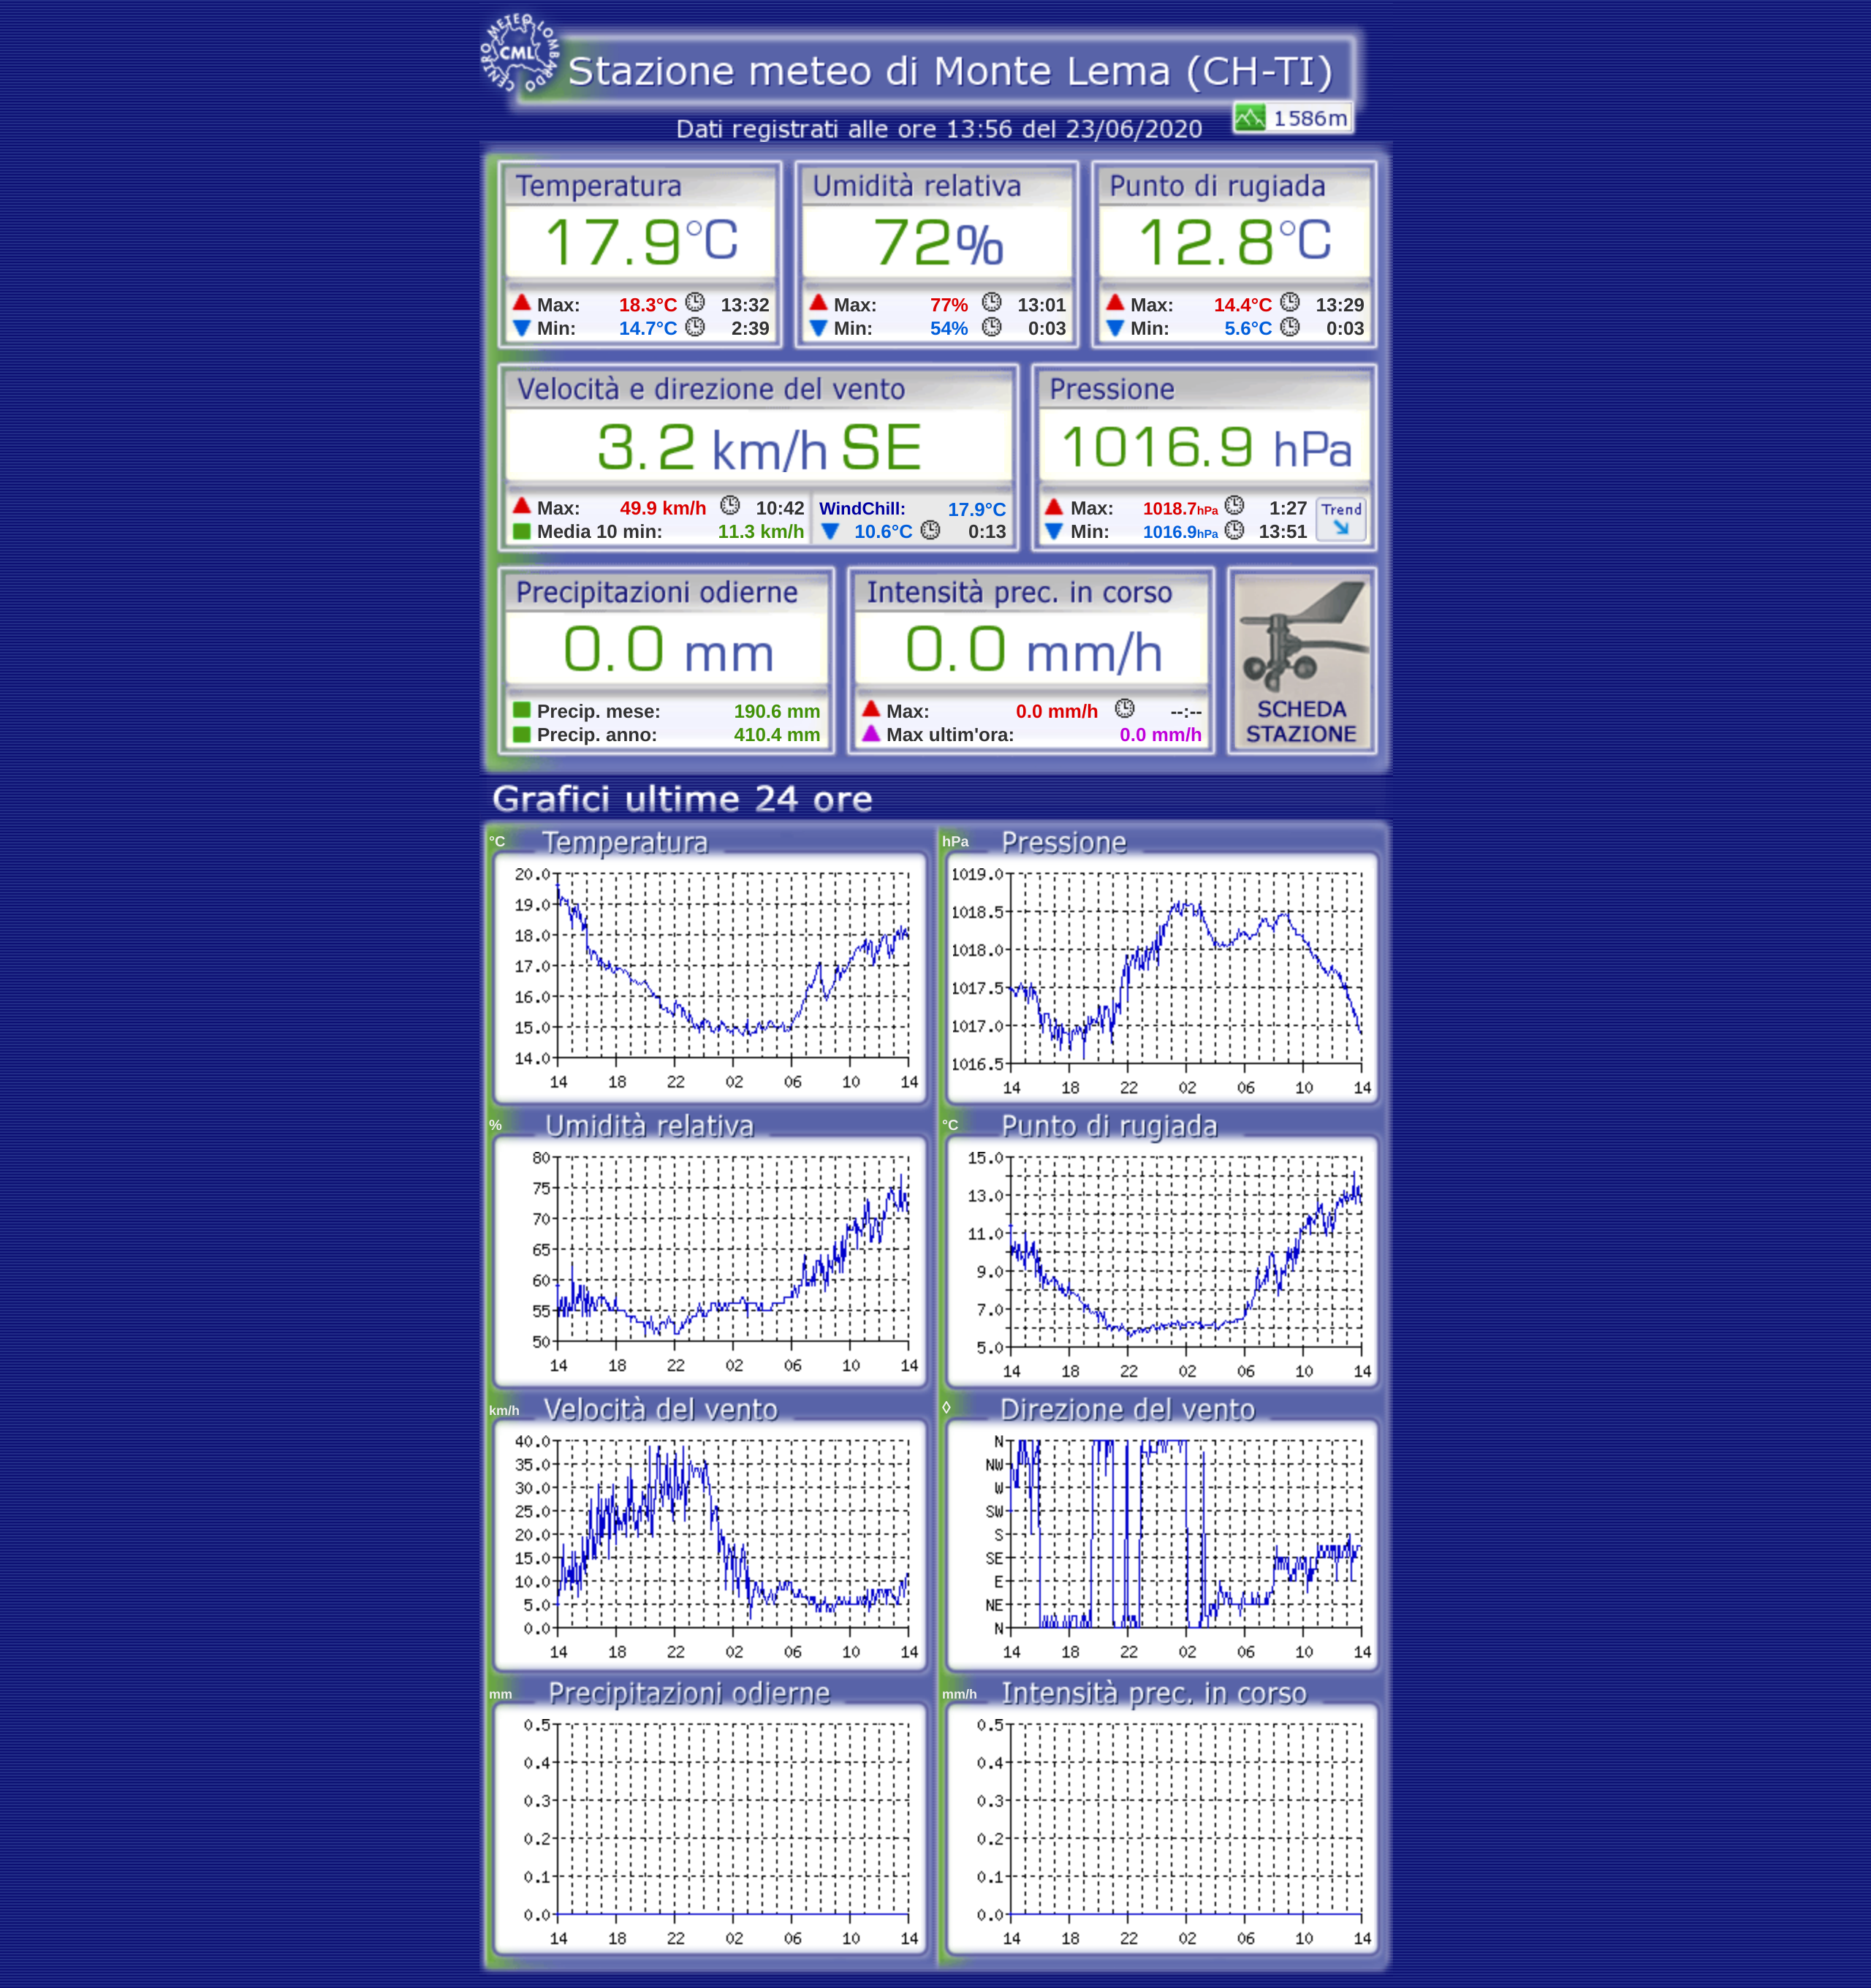 CENTRO METEO LOMBARDO
CML
Stazione meteo di Monte Lema (CH-TI)
1586m
Dati registrati alle ore 13:56 del 23/06/2020
Temperatura
17.9°C
Max: 18.3°C 13:32
Min: 14.7°C 2:39
Umidità relativa
72%
Max: 77% 13:01
Min: 54% 0:03
Punto di rugiada
12.8°C
Max: 14.4°C 13:29
Min: 5.6°C 0:03
Velocità e direzione del vento
3.2 km/h SE
Max: 49.9 km/h 10:42
Media 10 min: 11.3 km/h
WindChill: 17.9°C
10.6°C 0:13
Pressione
1016.9 hPa
Max: 1018.7hPa 1:27
Min: 1016.9hPa 13:51
Trend
Precipitazioni odierne
0.0 mm
Precip. mese: 190.6 mm
Precip. anno: 410.4 mm
Intensità prec. in corso
0.0 mm/h
Max: 0.0 mm/h --:--
Max ultim'ora: 0.0 mm/h
SCHEDA
STAZIONE
Grafici ultime 24 ore
°C Temperatura
20.0
19.0
18.0
17.0
16.0
15.0
14.0
14 18 22 02 06 10 14
hPa Pressione
1019.0
1018.5
1018.0
1017.5
1017.0
1016.5
14 18 22 02 06 10 14
% Umidità relativa
80
75
70
65
60
55
50
14 18 22 02 06 10 14
°C Punto di rugiada
15.0
13.0
11.0
9.0
7.0
5.0
14 18 22 02 06 10 14
km/h Velocità del vento
40.0
35.0
30.0
25.0
20.0
15.0
10.0
5.0
0.0
14 18 22 02 06 10 14
◊ Direzione del vento
N
NW
W
SW
S
SE
E
NE
N
14 18 22 02 06 10 14
mm Precipitazioni odierne
0.5
0.4
0.3
0.2
0.1
0.0
14 18 22 02 06 10 14
mm/h Intensità prec. in corso
0.5
0.4
0.3
0.2
0.1
0.0
14 18 22 02 06 10 14